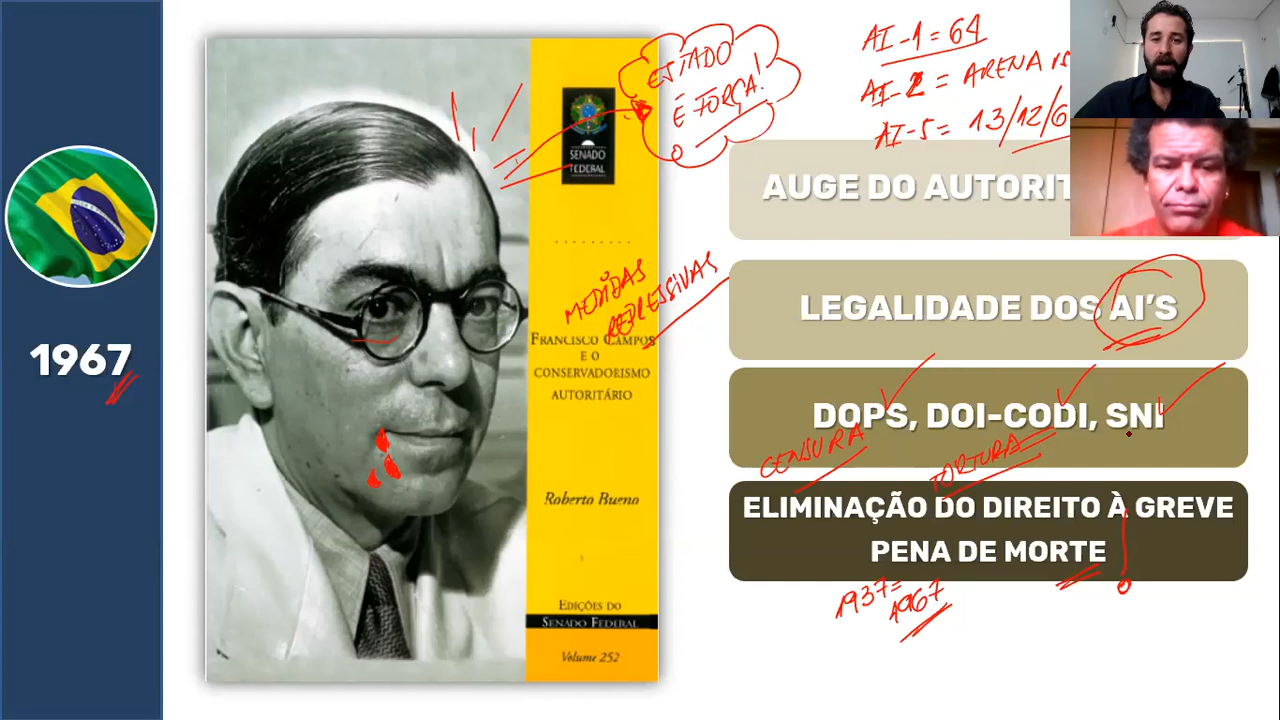 1967
ESTADO
É FORÇA!
SENADO
FEDERAL
MEDIDAS
REPRESSIVAS
FRANCISCO CAMPOS
E O
CONSERVADORISMO
AUTORITÁRIO
Roberto Bueno
EDIÇÕES DO
SENADO FEDERAL
Volume 252
AI-1 = 64
AI-2 = ARENA
AI-5 = 13/12/6
AUGE DO AUTORIT
LEGALIDADE DOS AI'S
DOPS, DOI-CODI, SNI
CENSURA
TORTURA
ELIMINAÇÃO DO DIREITO À GREVE
PENA DE MORTE
1937=
1967